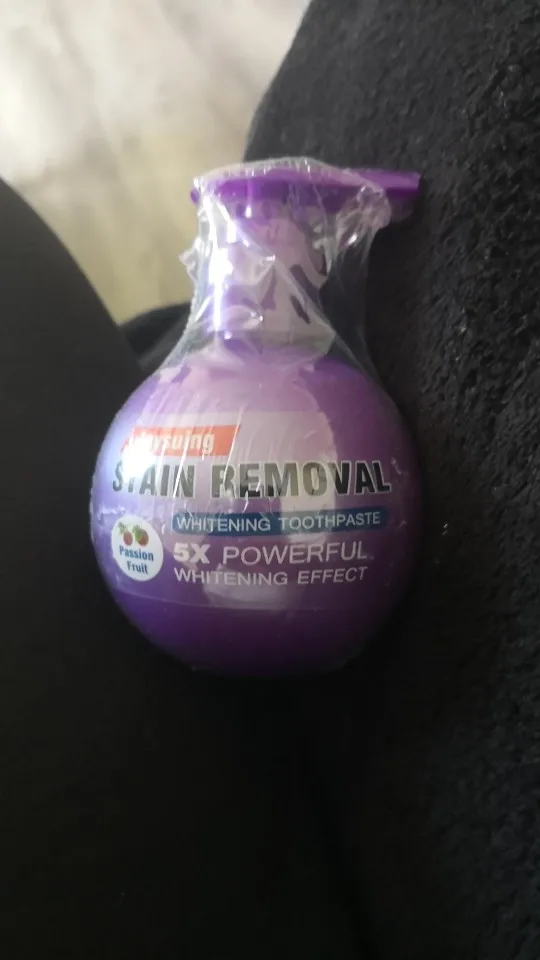 STAIN REMOVAL
WHITENING TOOTHPASTE
Passion
Fruit
5X POWERFUL
WHITENING EFFECT